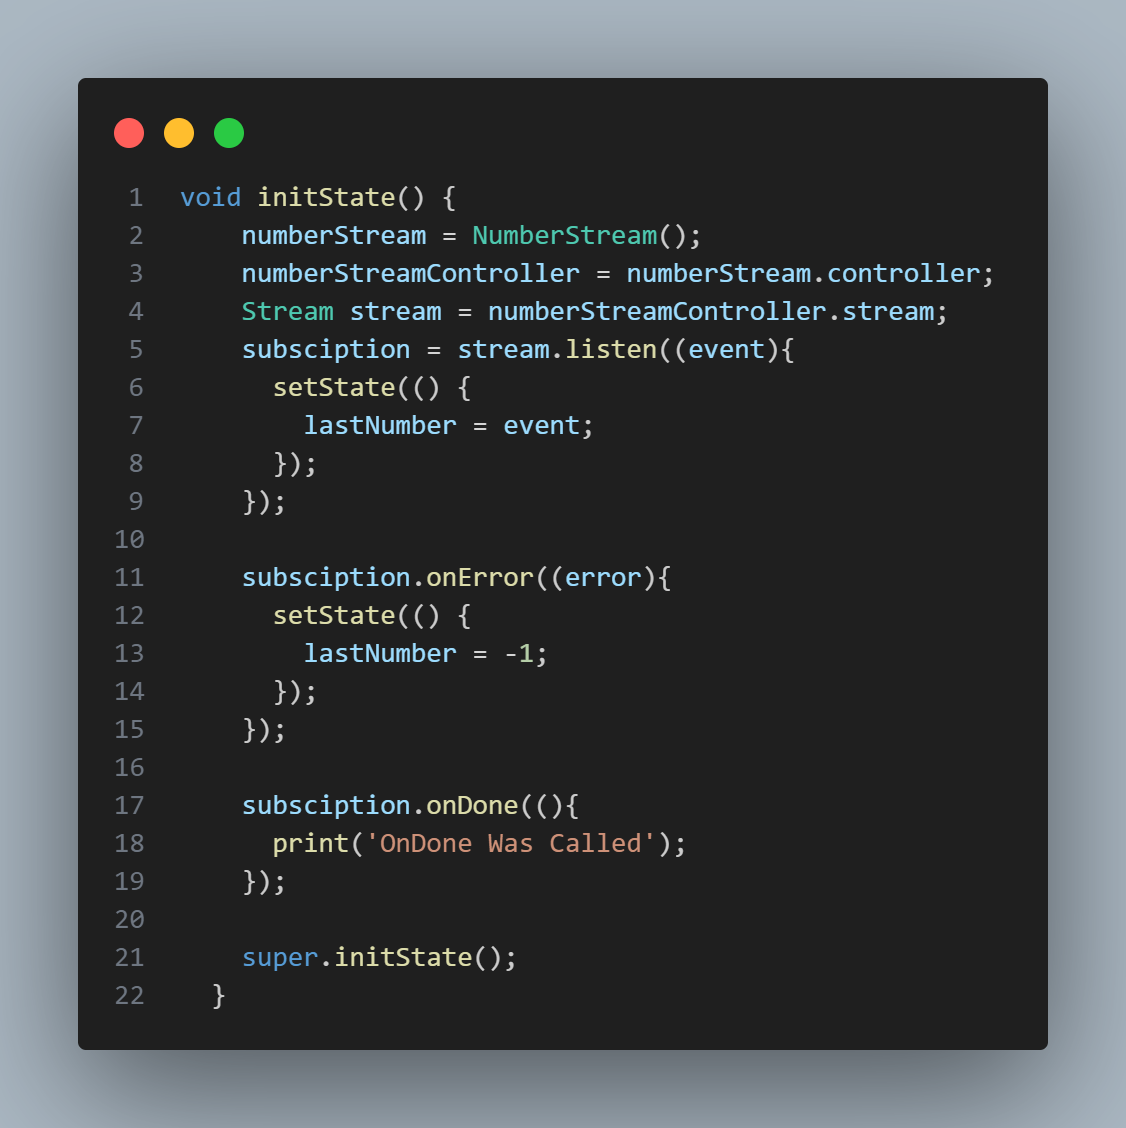 1 void initState() {
2 numberStream = NumberStream();
3 numberStreamController = numberStream.controller;
4 Stream stream = numberStreamController.stream;
5 subsciption = stream.listen((event){
6 setState(() {
7 lastNumber = event;
8 });
9 });
10
11 subsciption.onError((error){
12 setState(() {
13 lastNumber = -1;
14 });
15 });
16
17 subsciption.onDone((){
18 print('OnDone Was Called');
19 });
20
21 super.initState();
22 }